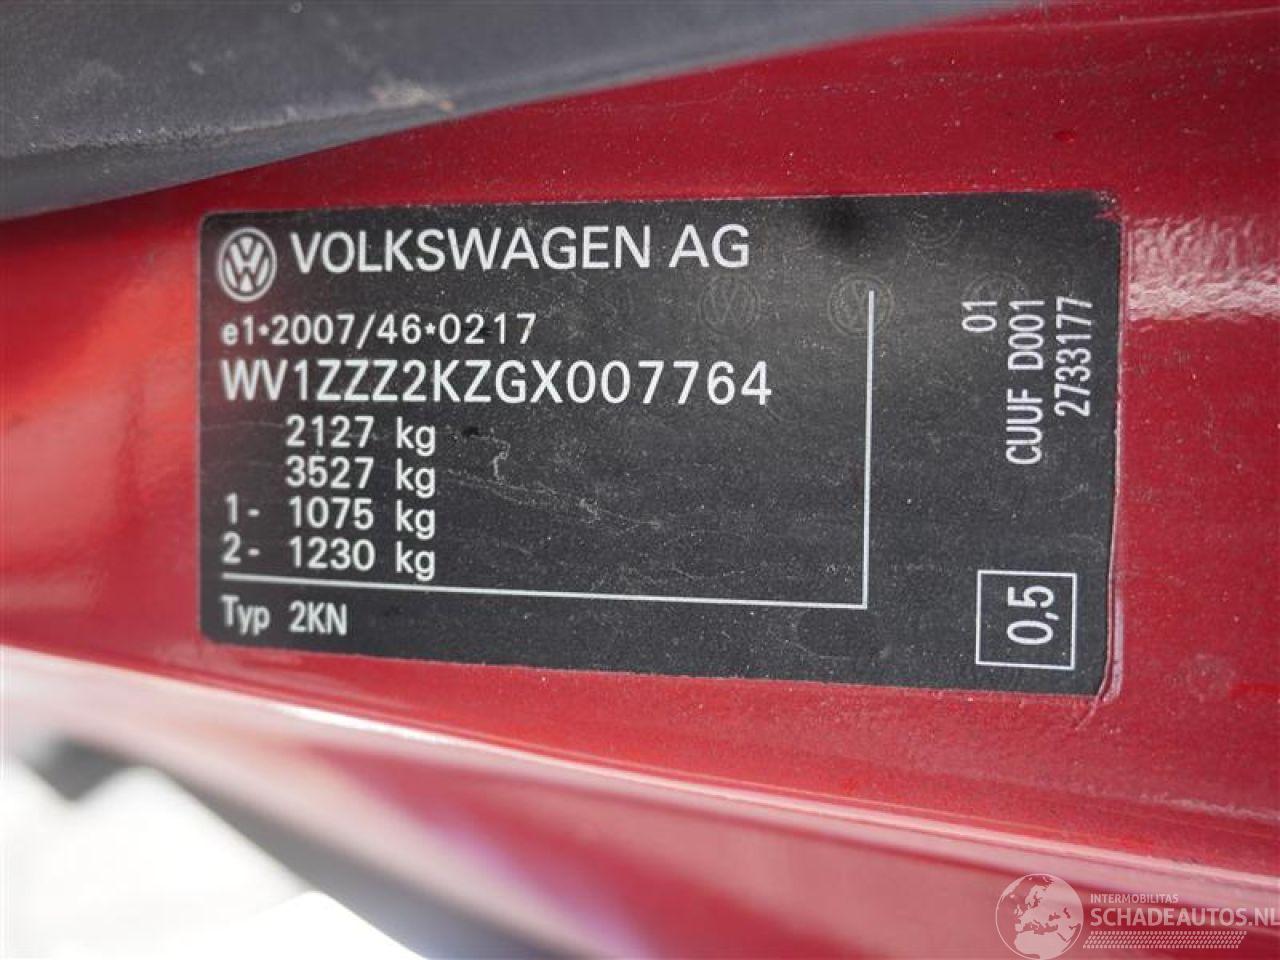 VOLKSWAGEN AG
e1*2007/46*0217
WV1ZZZ2KZGX007764
2127 kg
3527 kg
1- 1075 kg
2- 1230 kg
Typ 2KN
01
CUUF D001
2733177
0,5
INTERMOBILITAS
SCHADEAUTOS.NL